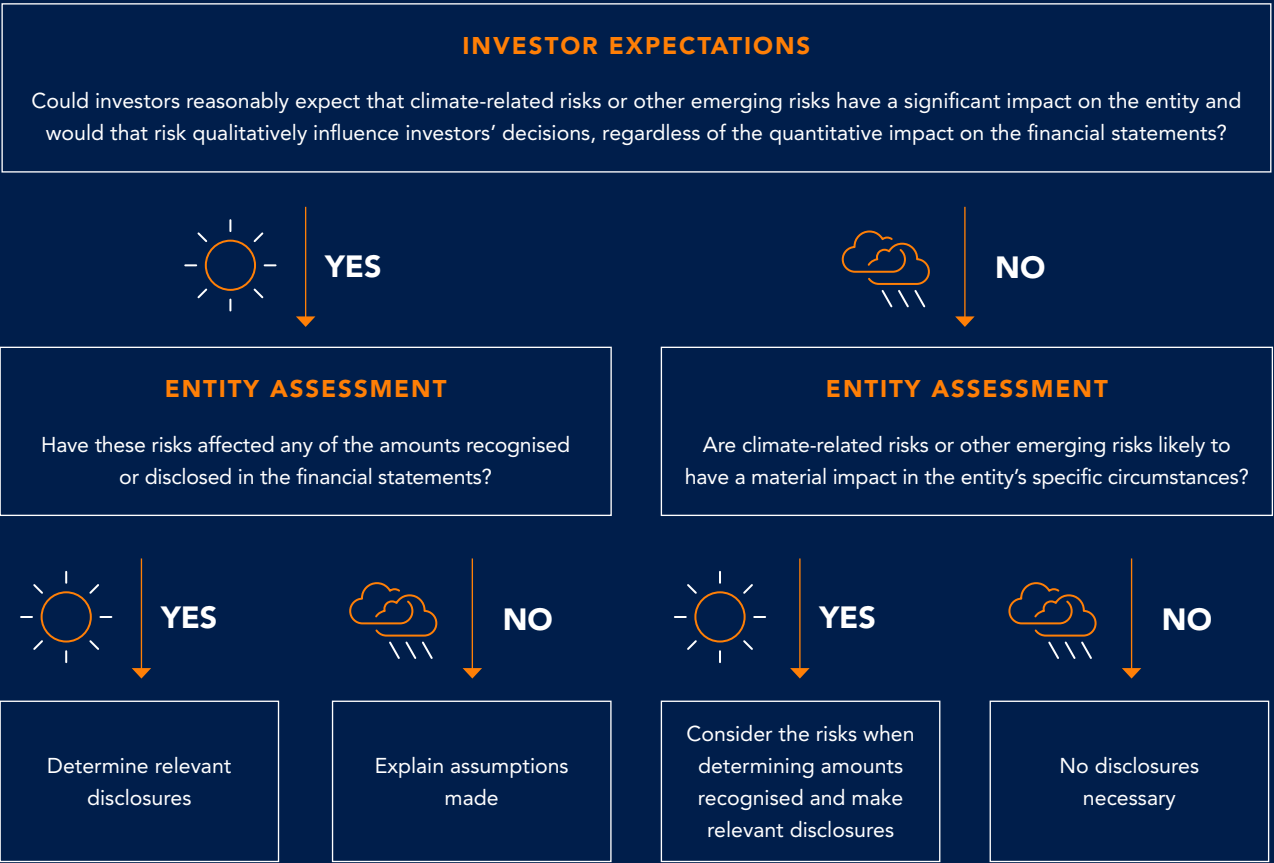 INVESTOR EXPECTATIONS
Could investors reasonably expect that climate-related risks or other emerging risks have a significant impact on the entity and
would that risk qualitatively influence investors’ decisions, regardless of the quantitative impact on the financial statements?
YES
NO
ENTITY ASSESSMENT
Have these risks affected any of the amounts recognised
or disclosed in the financial statements?
ENTITY ASSESSMENT
Are climate-related risks or other emerging risks likely to
have a material impact in the entity’s specific circumstances?
YES
NO
YES
NO
Determine relevant
disclosures
Explain assumptions
made
Consider the risks when
determining amounts
recognised and make
relevant disclosures
No disclosures
necessary